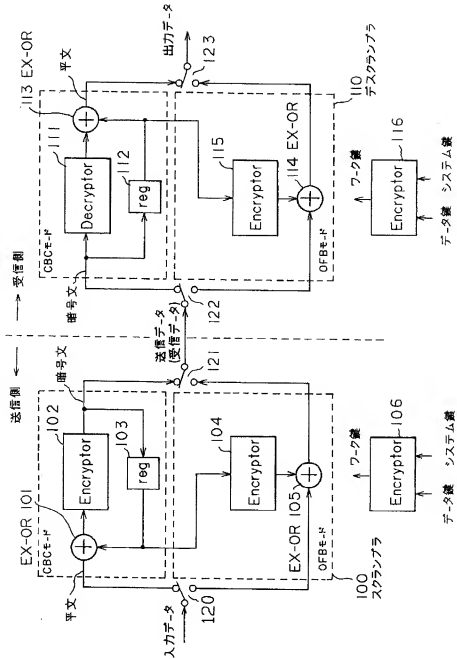 送信側
受信側
EX-OR 101
102
暗号文
CBCモード
Encryptor
103
reg
平文
入力データ
120
121
送信データ
(受信データ)
104
Encryptor
EX-OR
105
OFBモード
100
スクランブラ
ワーク鍵
106
Encryptor
データ鍵
システム鍵
113 EX-OR
平文
111
CBCモード
Decryptor
112
reg
暗号文
122
123
出力データ
115
Encryptor
114 EX-OR
OFBモード
110
デスクランブラ
ワーク鍵
116
Encryptor
データ鍵
システム鍵